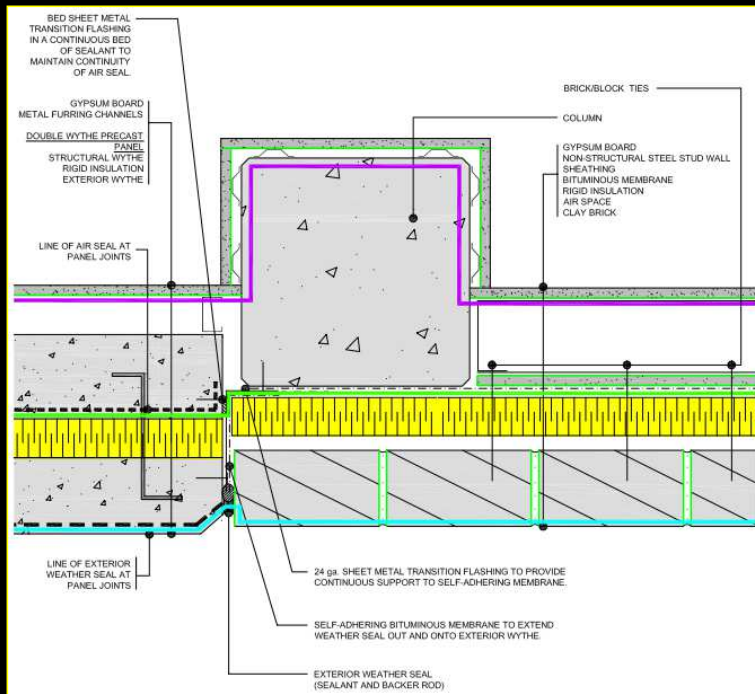 BED SHEET METAL
TRANSITION FLASHING
IN A CONTINUOUS BED
OF SEALANT TO
MAINTAIN CONTINUITY
OF AIR SEAL.
GYPSUM BOARD
METAL FURRING CHANNELS
DOUBLE WYTHE PRECAST
PANEL
STRUCTURAL WYTHE
RIGID INSULATION
EXTERIOR WYTHE
LINE OF AIR SEAL AT
PANEL JOINTS
BRICK/BLOCK TIES
COLUMN
GYPSUM BOARD
NON-STRUCTURAL STEEL STUD WALL
SHEATHING
BITUMINOUS MEMBRANE
RIGID INSULATION
AIR SPACE
CLAY BRICK
LINE OF EXTERIOR
WEATHER SEAL AT
PANEL JOINTS
24 ga. SHEET METAL TRANSITION FLASHING TO PROVIDE
CONTINUOUS SUPPORT TO SELF-ADHERING MEMBRANE.
SELF-ADHERING BITUMINOUS MEMBRANE TO EXTEND
WEATHER SEAL OUT AND ONTO EXTERIOR WYTHE.
EXTERIOR WEATHER SEAL
(SEALANT AND BACKER ROD)